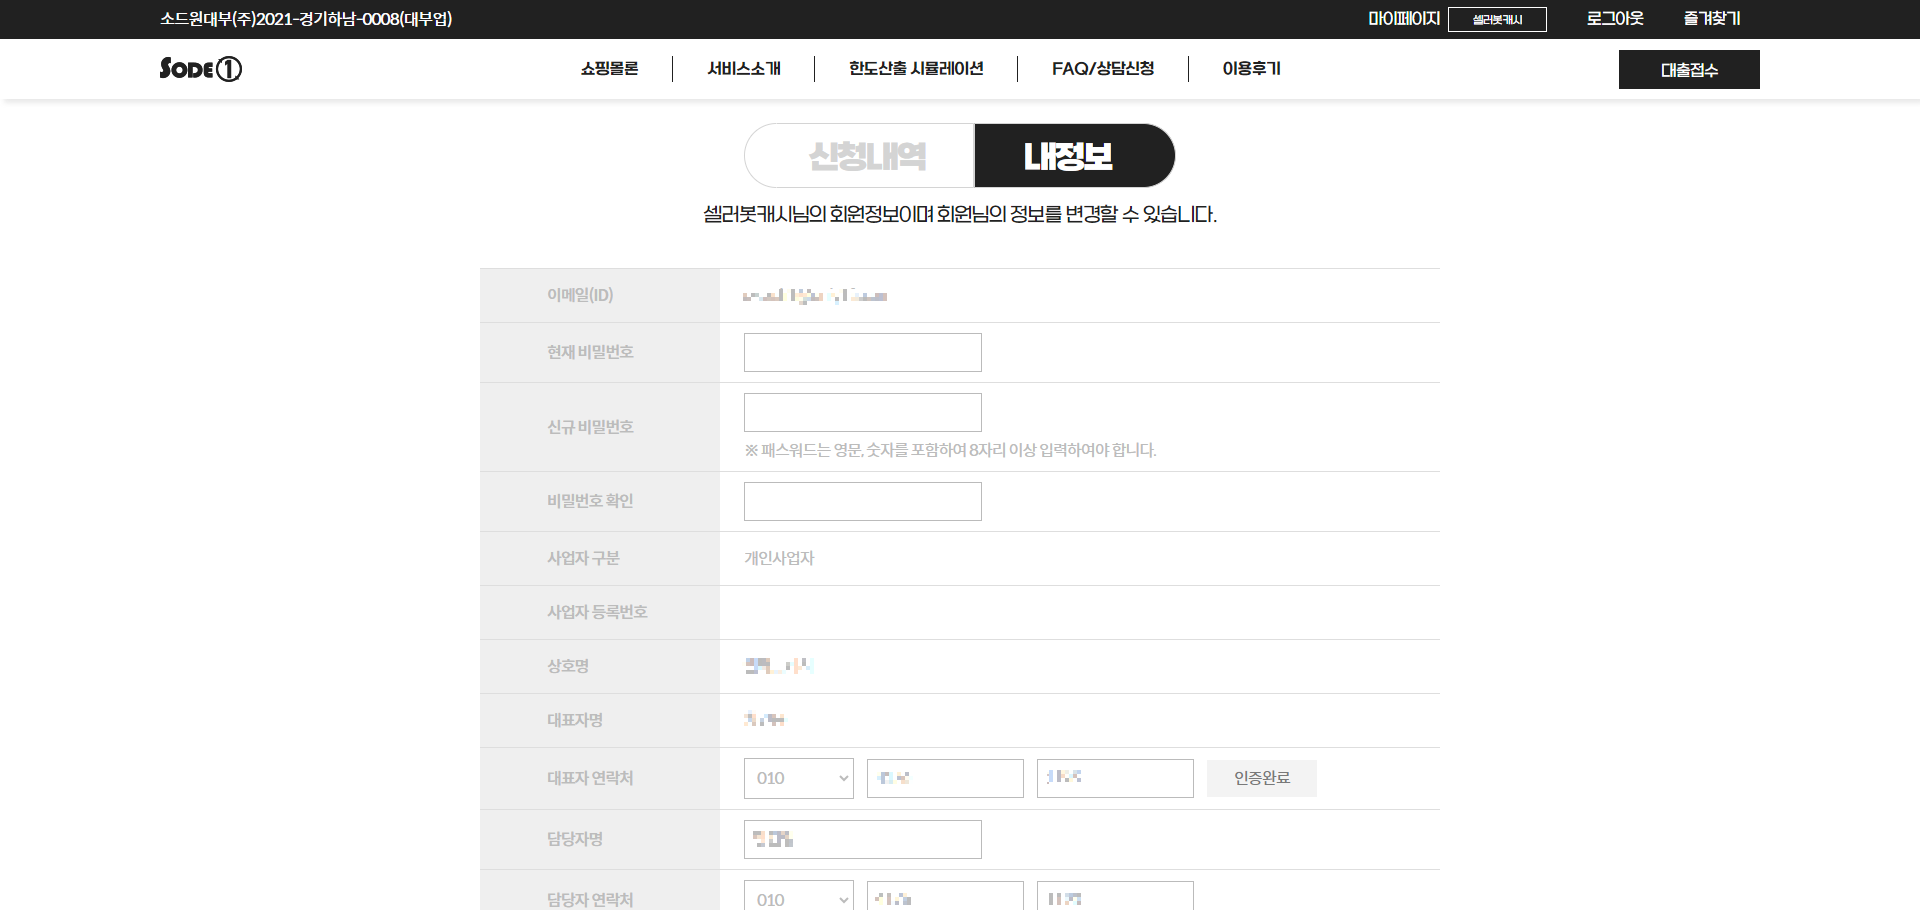 소드원대부(주)2021-경기하남-0008(대부업)
마이페이지 셀러봇캐시 로그아웃 즐겨찾기
SODE 1 쇼핑몰론 서비스소개 한도산출 시뮬레이션 FAQ/상담신청 이용후기 대출접수
신청내역 내정보
셀러봇캐시님의 회원정보이며 회원님의 정보를 변경할 수 있습니다.
이메일(ID)
현재 비밀번호
신규 비밀번호
※ 패스워드는 영문, 숫자를 포함하여 8자리 이상 입력하여야 합니다.
비밀번호 확인
사업자 구분 개인사업자
사업자 등록번호
상호명
대표자명
대표자 연락처 010 인증완료
담당자명
담당자 연락처 010